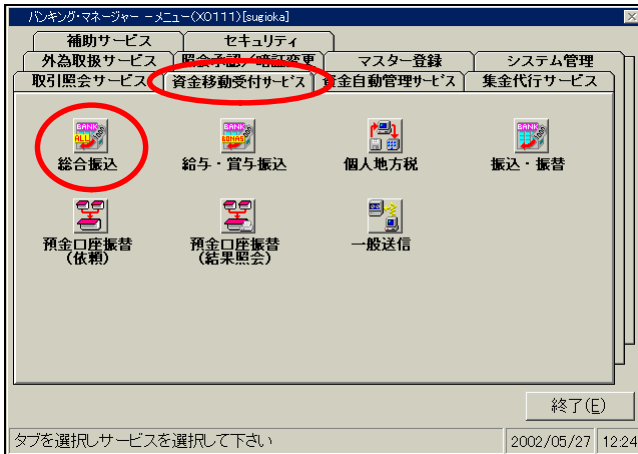 バンキング・マネージャー －メニュー(X0111)[sugioka]
補助サービス セキュリティ
外為取扱サービス 照会承認／暗証変更 マスター登録 システム管理
取引照会サービス 資金移動受付サービス 資金自動管理サービス 集金代行サービス
総合振込 給与・賞与振込 個人地方税 振込・振替
預金口座振替 預金口座振替 一般送信
(依頼) (結果照会)
終了(E)
タブを選択しサービスを選択して下さい 2002/05/27 12:24